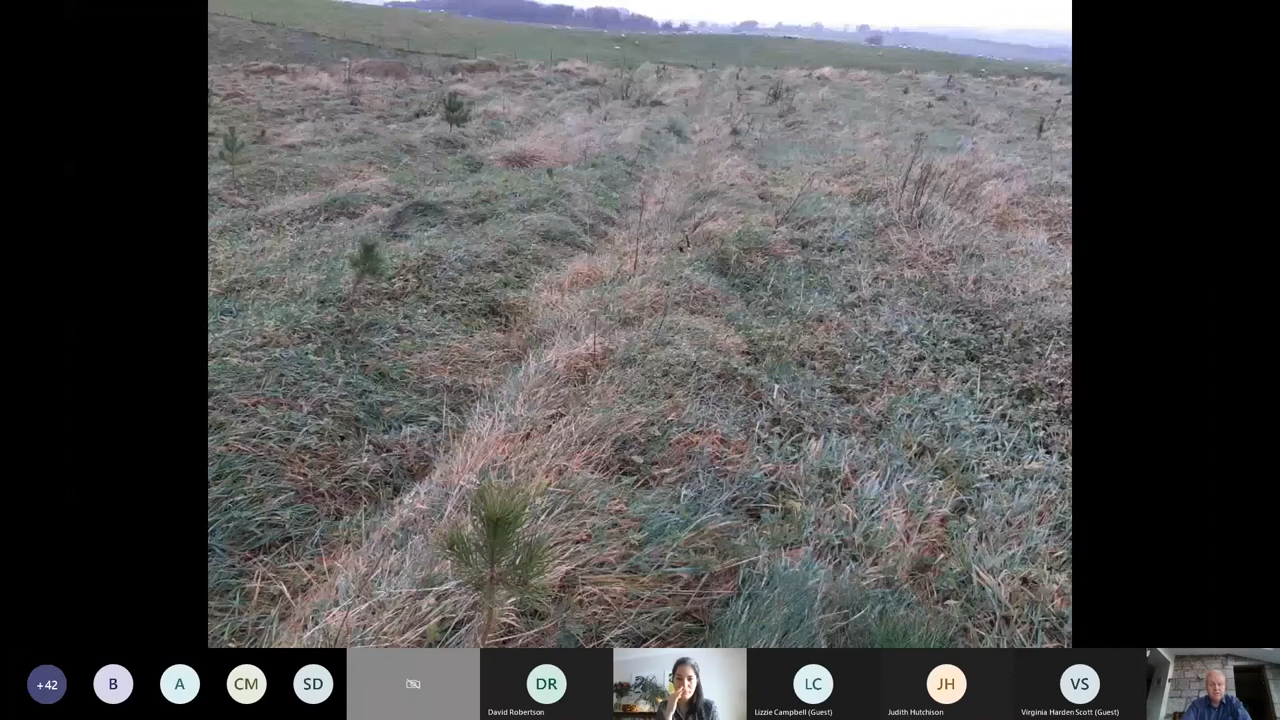 +42
B
A
CM
SD
DR
David Robertson
LC
Lizzie Campbell (Guest)
JH
Judith Hutchison
VS
Virginia Harden Scott (Guest)